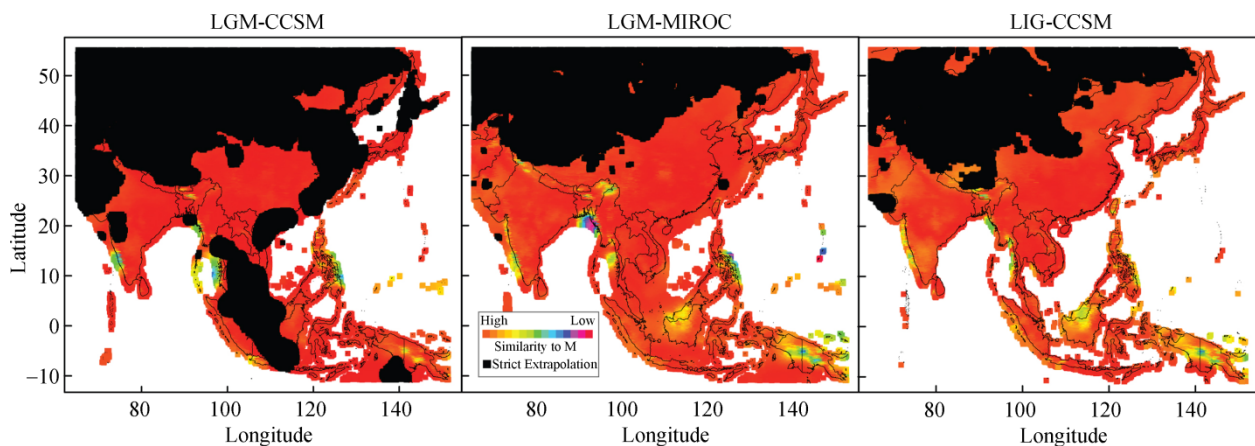 LGM-CCSM LGM-MIROC LIG-CCSM
50
40
30
20
10
0
−10
Latitude
High Low
Similarity to M
Strict Extrapolation
80 100 120 140 80 100 120 140 80 100 120 140
Longitude Longitude Longitude